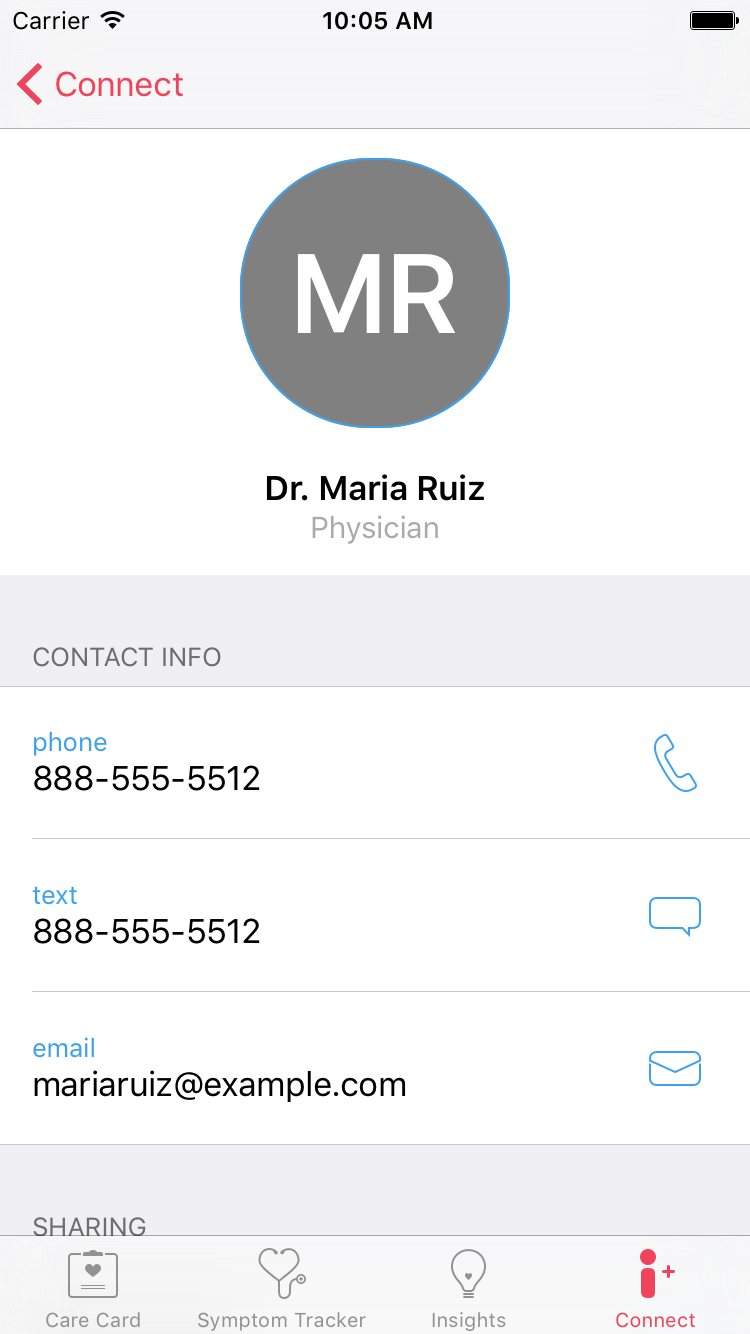 Carrier 10:05 AM
Connect
MR
Dr. Maria Ruiz
Physician
CONTACT INFO
phone
888-555-5512
text
888-555-5512
email
mariaruiz@example.com
SHARING
Care Card Symptom Tracker Insights Connect